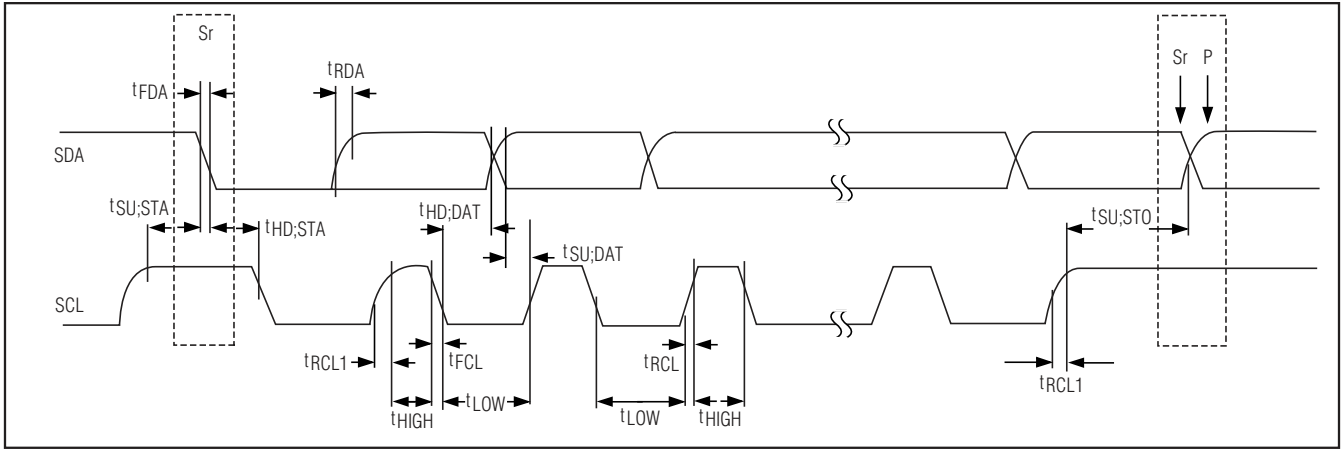 Sr
Sr P
tRDA
tFDA
SDA
tSU;STA
tHD;STA
tHD;DAT
tSU;DAT
tSU;STO
SCL
tRCL1
tFCL
tRCL
tRCL1
tHIGH
tLOW
tLOW
tHIGH